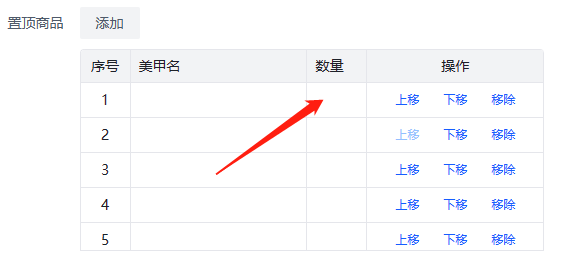 置顶商品 添加
序号 美甲名 数量 操作
1 上移 下移 移除
2 上移 下移 移除
3 上移 下移 移除
4 上移 下移 移除
5 上移 下移 移除